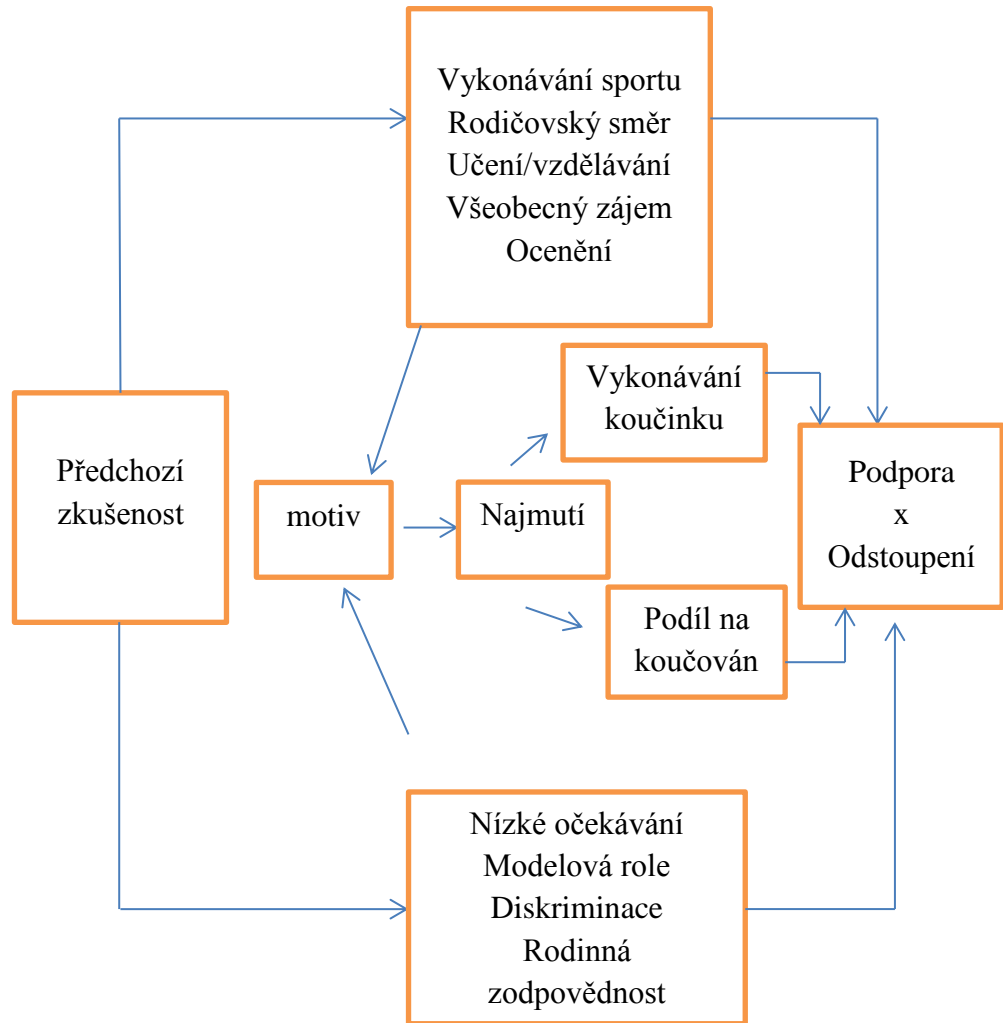 Vykonávání sportu
Rodičovský směr
Učení/vzdělávání
Všeobecný zájem
Ocenění
Vykonávání
koučinku
Předchozí
zkušenost
motiv
Najmutí
Podpora
x
Odstoupení
Podíl na
koučován
Nízké očekávání
Modelová role
Diskriminace
Rodinná
zodpovědnost